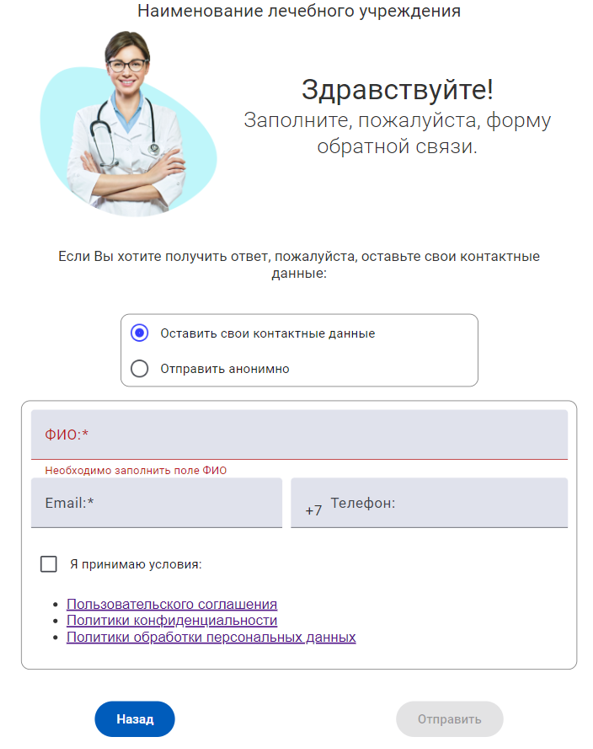 Наименование лечебного учреждения
Здравствуйте!
Заполните, пожалуйста, форму
обратной связи.
Если Вы хотите получить ответ, пожалуйста, оставьте свои контактные
данные:
Оставить свои контактные данные
Отправить анонимно
ФИО:*
Необходимо заполнить поле ФИО
Email:*
+7 Телефон:
Я принимаю условия:
Пользовательского соглашения
Политики конфиденциальности
Политики обработки персональных данных
Назад
Отправить